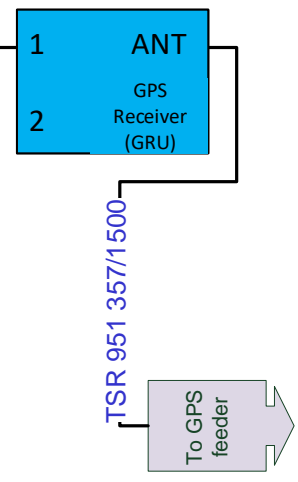 1 ANT
GPS
2 Receiver
(GRU)
TSR 951 357/1500
To GPS
feeder